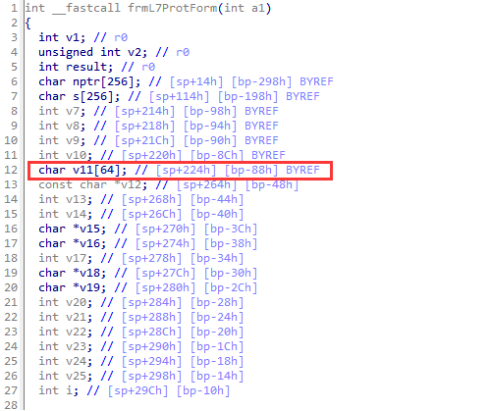 1 int __fastcall frmL7ProtForm(int a1)
2 {
3 int v1; // r0
4 unsigned int v2; // r0
5 int result; // r0
6 char nptr[256]; // [sp+14h] [bp-298h] BYREF
7 char s[256]; // [sp+114h] [bp-198h] BYREF
8 int v7; // [sp+214h] [bp-98h] BYREF
9 int v8; // [sp+218h] [bp-94h] BYREF
10 int v9; // [sp+21Ch] [bp-90h] BYREF
11 int v10; // [sp+220h] [bp-8Ch] BYREF
12 char v11[64]; // [sp+224h] [bp-88h] BYREF
13 const char *v12; // [sp+264h] [bp-48h]
14 int v13; // [sp+268h] [bp-44h]
15 int v14; // [sp+26Ch] [bp-40h]
16 char *v15; // [sp+270h] [bp-3Ch]
17 char *v16; // [sp+274h] [bp-38h]
18 int v17; // [sp+278h] [bp-34h]
19 char *v18; // [sp+27Ch] [bp-30h]
20 char *v19; // [sp+280h] [bp-2Ch]
21 int v20; // [sp+284h] [bp-28h]
22 int v21; // [sp+288h] [bp-24h]
23 int v22; // [sp+28Ch] [bp-20h]
24 int v23; // [sp+290h] [bp-1Ch]
25 int v24; // [sp+294h] [bp-18h]
26 int v25; // [sp+298h] [bp-14h]
27 int i; // [sp+29Ch] [bp-10h]
28